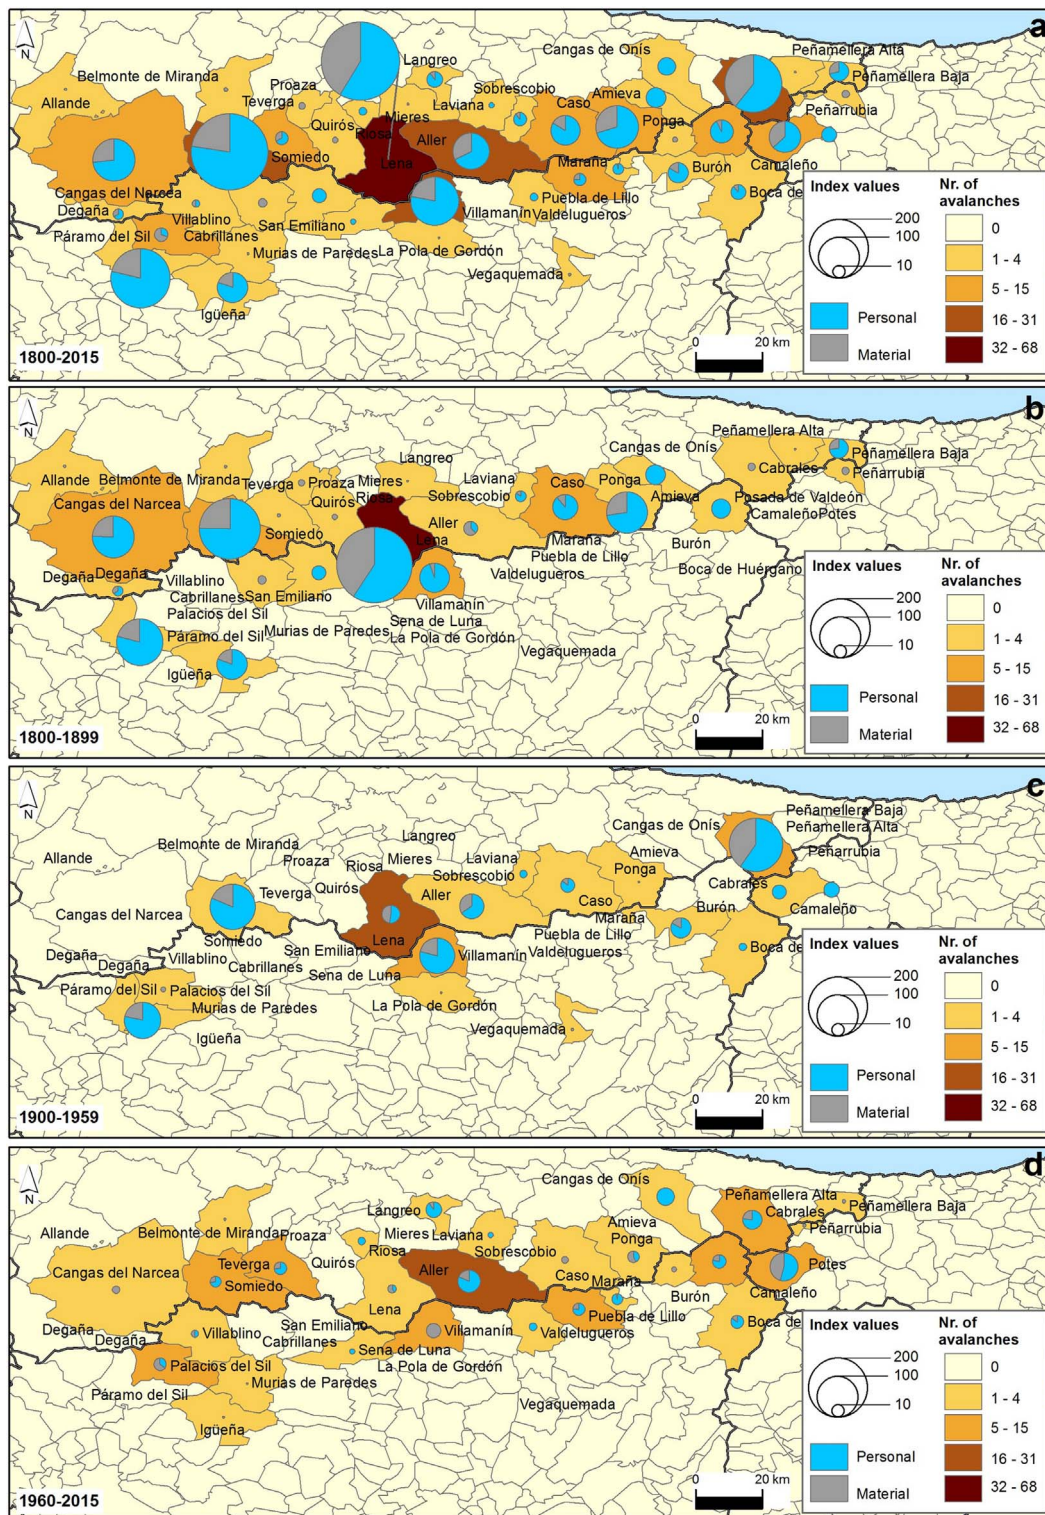 a
N
Cangas de Onís
Peñamellera Alta
Langreo
Belmonte de Miranda
Peñamellera Baja
Proaza
Sobrescobio
Amieva
Allande
Teverga
Caso
Laviana
Peñarrubia
Mieres
Quirós
Riosa
Ponga
Aller
Somiedo
Lena
Maraña
Burón
Camaleño
Cangas del Narcea
Puebla de Lillo
Boca de
Degaña
Villablino
Villamanín
Valdelugueros
San Emiliano
Páramo del Sil
Cabrillanes
Murias de Paredes
La Pola de Gordón
Vegaquemada
Igüeña
1800-2015
Index values
200
100
10
Personal
Material
Nr. of
avalanches
0
1 - 4
5 - 15
16 - 31
32 - 68
0
20 km
b
N
Peñamellera Alta
Cangas de Onís
Peñamellera Baja
Langreo
Cabrales
Peñarrubia
Allande
Belmonte de Miranda
Teverga
Proaza
Mieres
Laviana
Caso
Ponga
Sobrescobio
Riosa
Amieva
Posada de Valdeón
Cangas del Narcea
Quirós
Camaleño
Potes
Aller
Somiedo
Lena
Maraña
Burón
Puebla de Lillo
Degaña
Degaña
Villablino
Valdelugueros
Boca de Huérgano
Cabrillanes
San Emiliano
Villamanín
Palacios del Sil
Sena de Luna
Páramo del Sil
Murias de Paredes
La Pola de Gordón
Vegaquemada
Igüeña
1800-1899
Index values
200
100
10
Personal
Material
Nr. of
avalanches
0
1 - 4
5 - 15
16 - 31
32 - 68
0
20 km
c
N
Peñamellera Baja
Cangas de Onís
Peñamellera Alta
Langreo
Belmonte de Miranda
Peñarrubia
Allande
Proaza
Mieres
Laviana
Amieva
Riosa
Ponga
Sobrescobio
Cabrales
Quirós
Teverga
Aller
Caso
Burón
Camaleño
Cangas del Narcea
Maraña
Somiedo
Lena
Puebla de Lillo
Boca de
Degaña
Degaña
Villablino
San Emiliano
Villamanín
Valdelugueros
Cabrillanes
Sena de Luna
Páramo del Sil
Palacios del Sil
Murias de Paredes
La Pola de Gordón
Vegaquemada
Igüeña
1900-1959
Index values
200
100
10
Personal
Material
Nr. of
avalanches
0
1 - 4
5 - 15
16 - 31
32 - 68
0
20 km
d
N
Cangas de Onís
Peñamellera Alta
Peñamellera Baja
Langreo
Cabrales
Allande
Belmonte de Miranda
Proaza
Mieres
Laviana
Amieva
Peñarrubia
Ponga
Riosa
Sobrescobio
Quirós
Teverga
Aller
Potes
Cangas del Narcea
Caso
Maraña
Somiedo
Lena
Burón
Camaleño
Puebla de Lillo
Boca de
Degaña
Degaña
Villablino
San Emiliano
Villamanín
Valdelugueros
Cabrillanes
Sena de Luna
Palacios del Sil
La Pola de Gordón
Páramo del Sil
Murias de Paredes
Vegaquemada
Igüeña
1960-2015
Index values
200
100
10
Personal
Material
Nr. of
avalanches
0
1 - 4
5 - 15
16 - 31
32 - 68
0
20 km